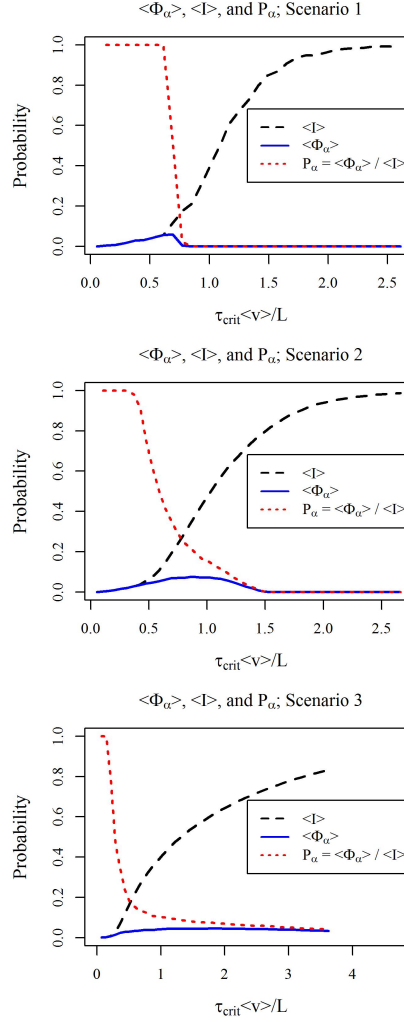 <Φα>, <I>, and Pα; Scenario 1
Probability
1.0
0.8
0.6
0.4
0.2
0.0
<I>
<Φα>
Pα = <Φα> / <I>
0.0 0.5 1.0 1.5 2.0 2.5
τcrit<v>/L
<Φα>, <I>, and Pα; Scenario 2
Probability
1.0
0.8
0.6
0.4
0.2
0.0
<I>
<Φα>
Pα = <Φα> / <I>
0.0 0.5 1.0 1.5 2.0 2.5
τcrit<v>/L
<Φα>, <I>, and Pα; Scenario 3
Probability
1.0
0.8
0.6
0.4
0.2
0.0
<I>
<Φα>
Pα = <Φα> / <I>
0 1 2 3 4
τcrit<v>/L